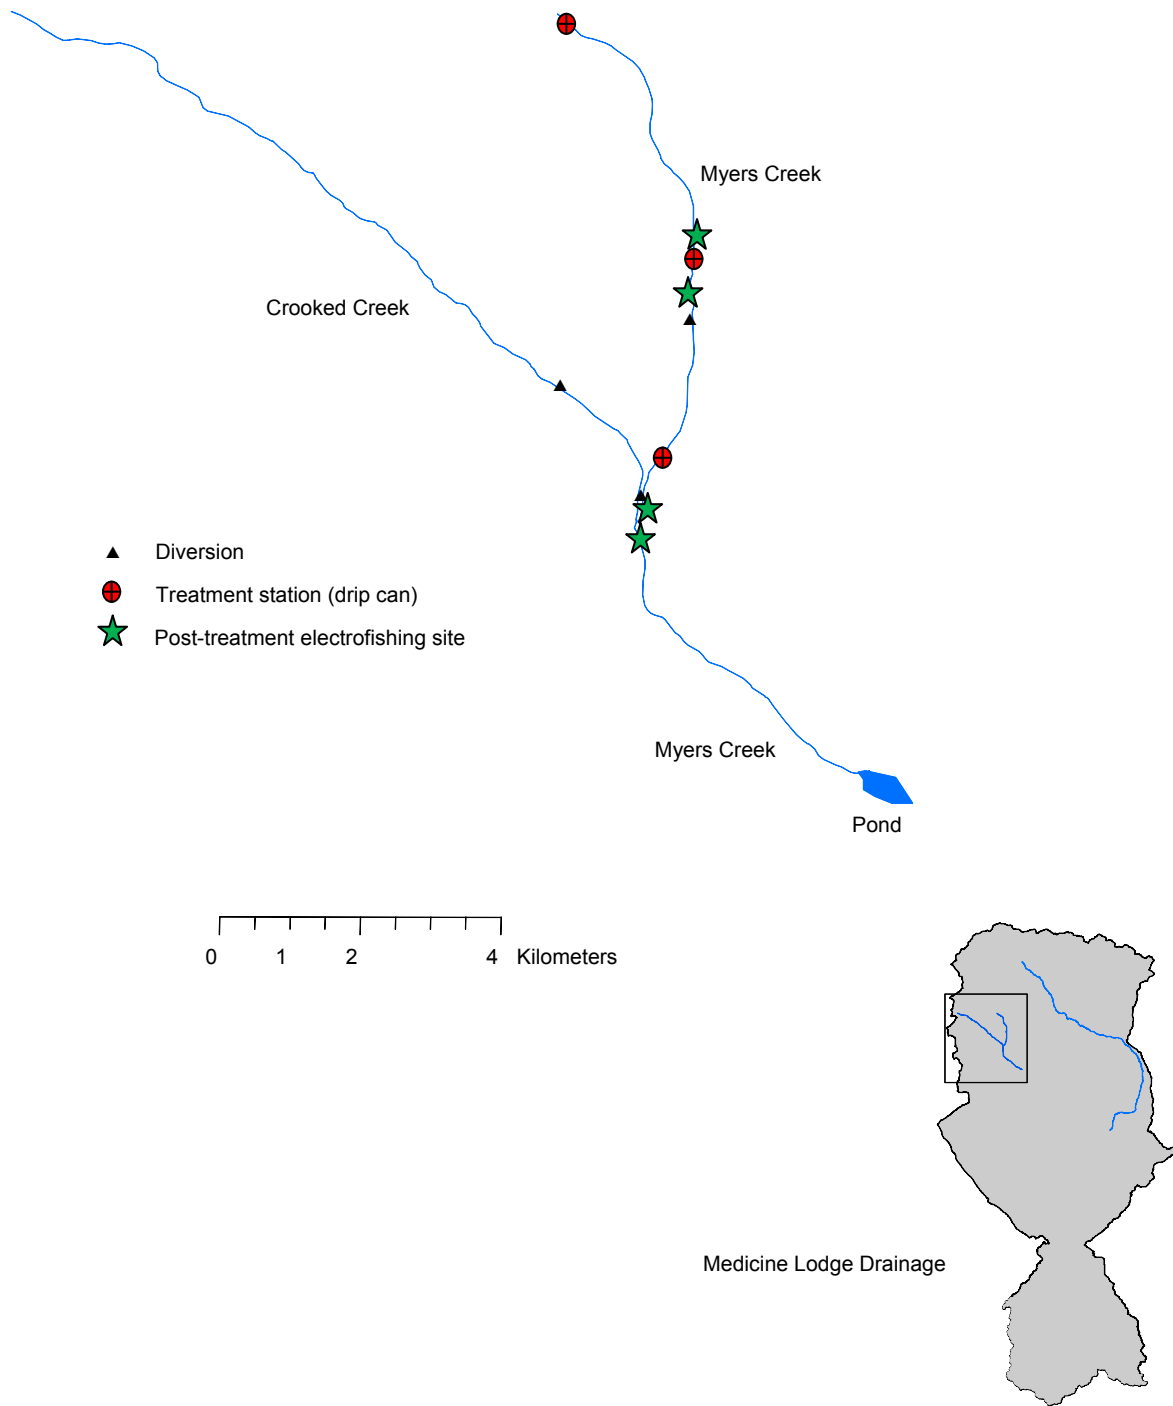 Myers Creek
Crooked Creek
Diversion
Treatment station (drip can)
Post-treatment electrofishing site
Myers Creek
Pond
0 1 2 4 Kilometers
Medicine Lodge Drainage